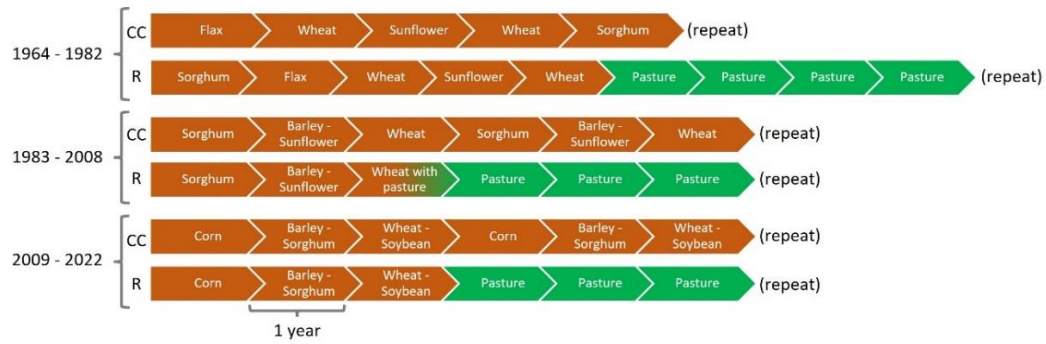 CC Flax Wheat Sunflower Wheat Sorghum (repeat)
1964 - 1982
R Sorghum Flax Wheat Sunflower Wheat Pasture Pasture Pasture Pasture (repeat)
CC Sorghum Barley - Sunflower Wheat Sorghum Barley - Sunflower Wheat (repeat)
1983 - 2008
R Sorghum Barley - Sunflower Wheat with pasture Pasture Pasture Pasture (repeat)
CC Corn Barley - Sorghum Wheat - Soybean Corn Barley - Sorghum Wheat - Soybean (repeat)
2009 - 2022
R Corn Barley - Sorghum Wheat - Soybean Pasture Pasture Pasture (repeat)
1 year